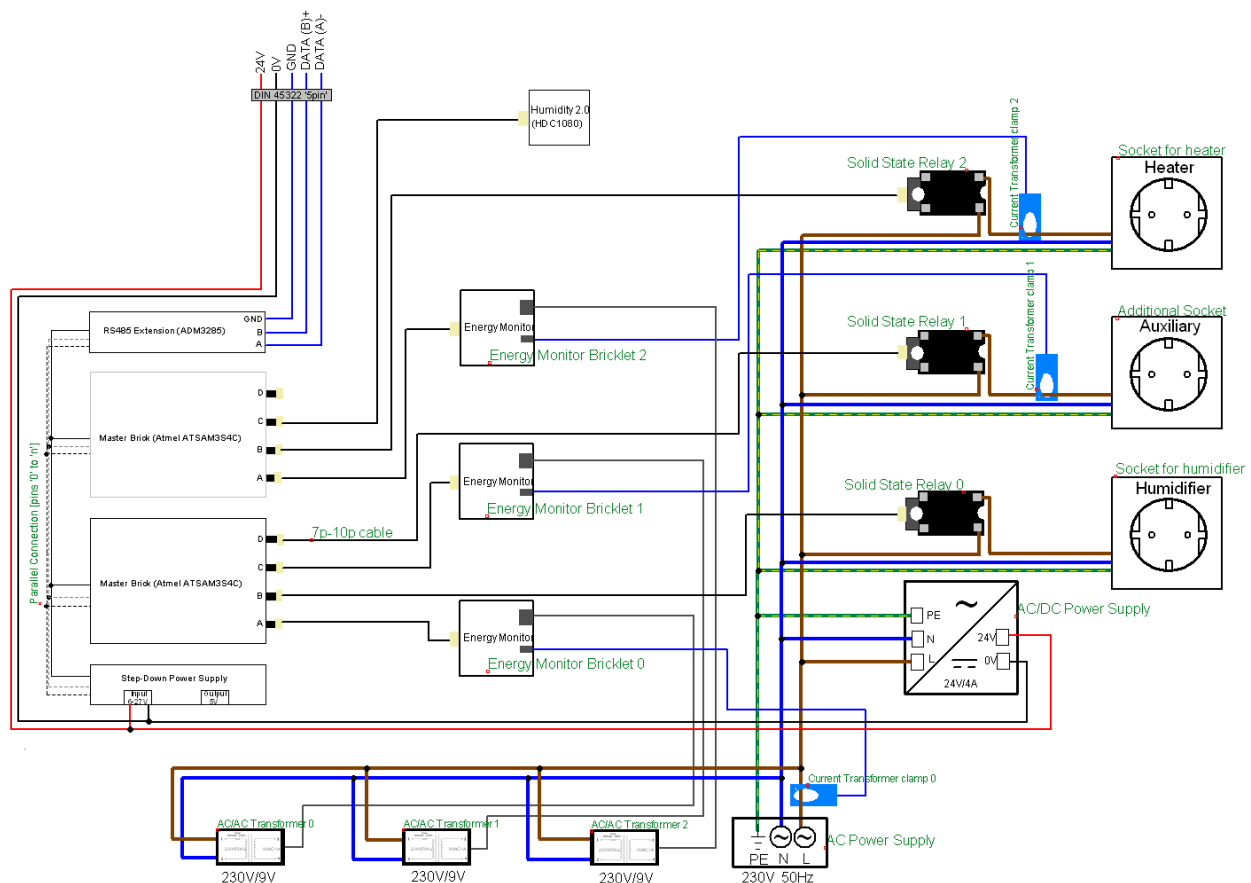 24V
0V
GND
DATA (B)+
DATA (A)-
DIN 45322 '5pin'
Humidity 2.0
(HDC1080)
Current Transformer clamp 2
Socket for heater
Heater
Solid State Relay 2
RS485 Extension (ADM3285)
GND
B
A
Energy Monitor
Energy Monitor Bricklet 2
Current Transformer clamp 1
Additional Socket
Auxiliary
Solid State Relay 1
Master Brick (Atmel ATSAM3S4C)
D
C
B
A
Energy Monitor
Energy Monitor Bricklet 1
Socket for humidifier
Humidifier
Solid State Relay 0
Parallel Connection [pins '0' to 'n']
7p-10p cable
Master Brick (Atmel ATSAM3S4C)
D
C
B
A
Energy Monitor
Energy Monitor Bricklet 0
AC/DC Power Supply
PE
N
L
24V
0V
24V/4A
Step-Down Power Supply
Input
6-27V
Output
5V
Current Transformer clamp 0
AC/AC Transformer 0
230V/9V
AC/AC Transformer 1
230V/9V
AC/AC Transformer 2
230V/9V
AC Power Supply
PE N L
230V 50Hz